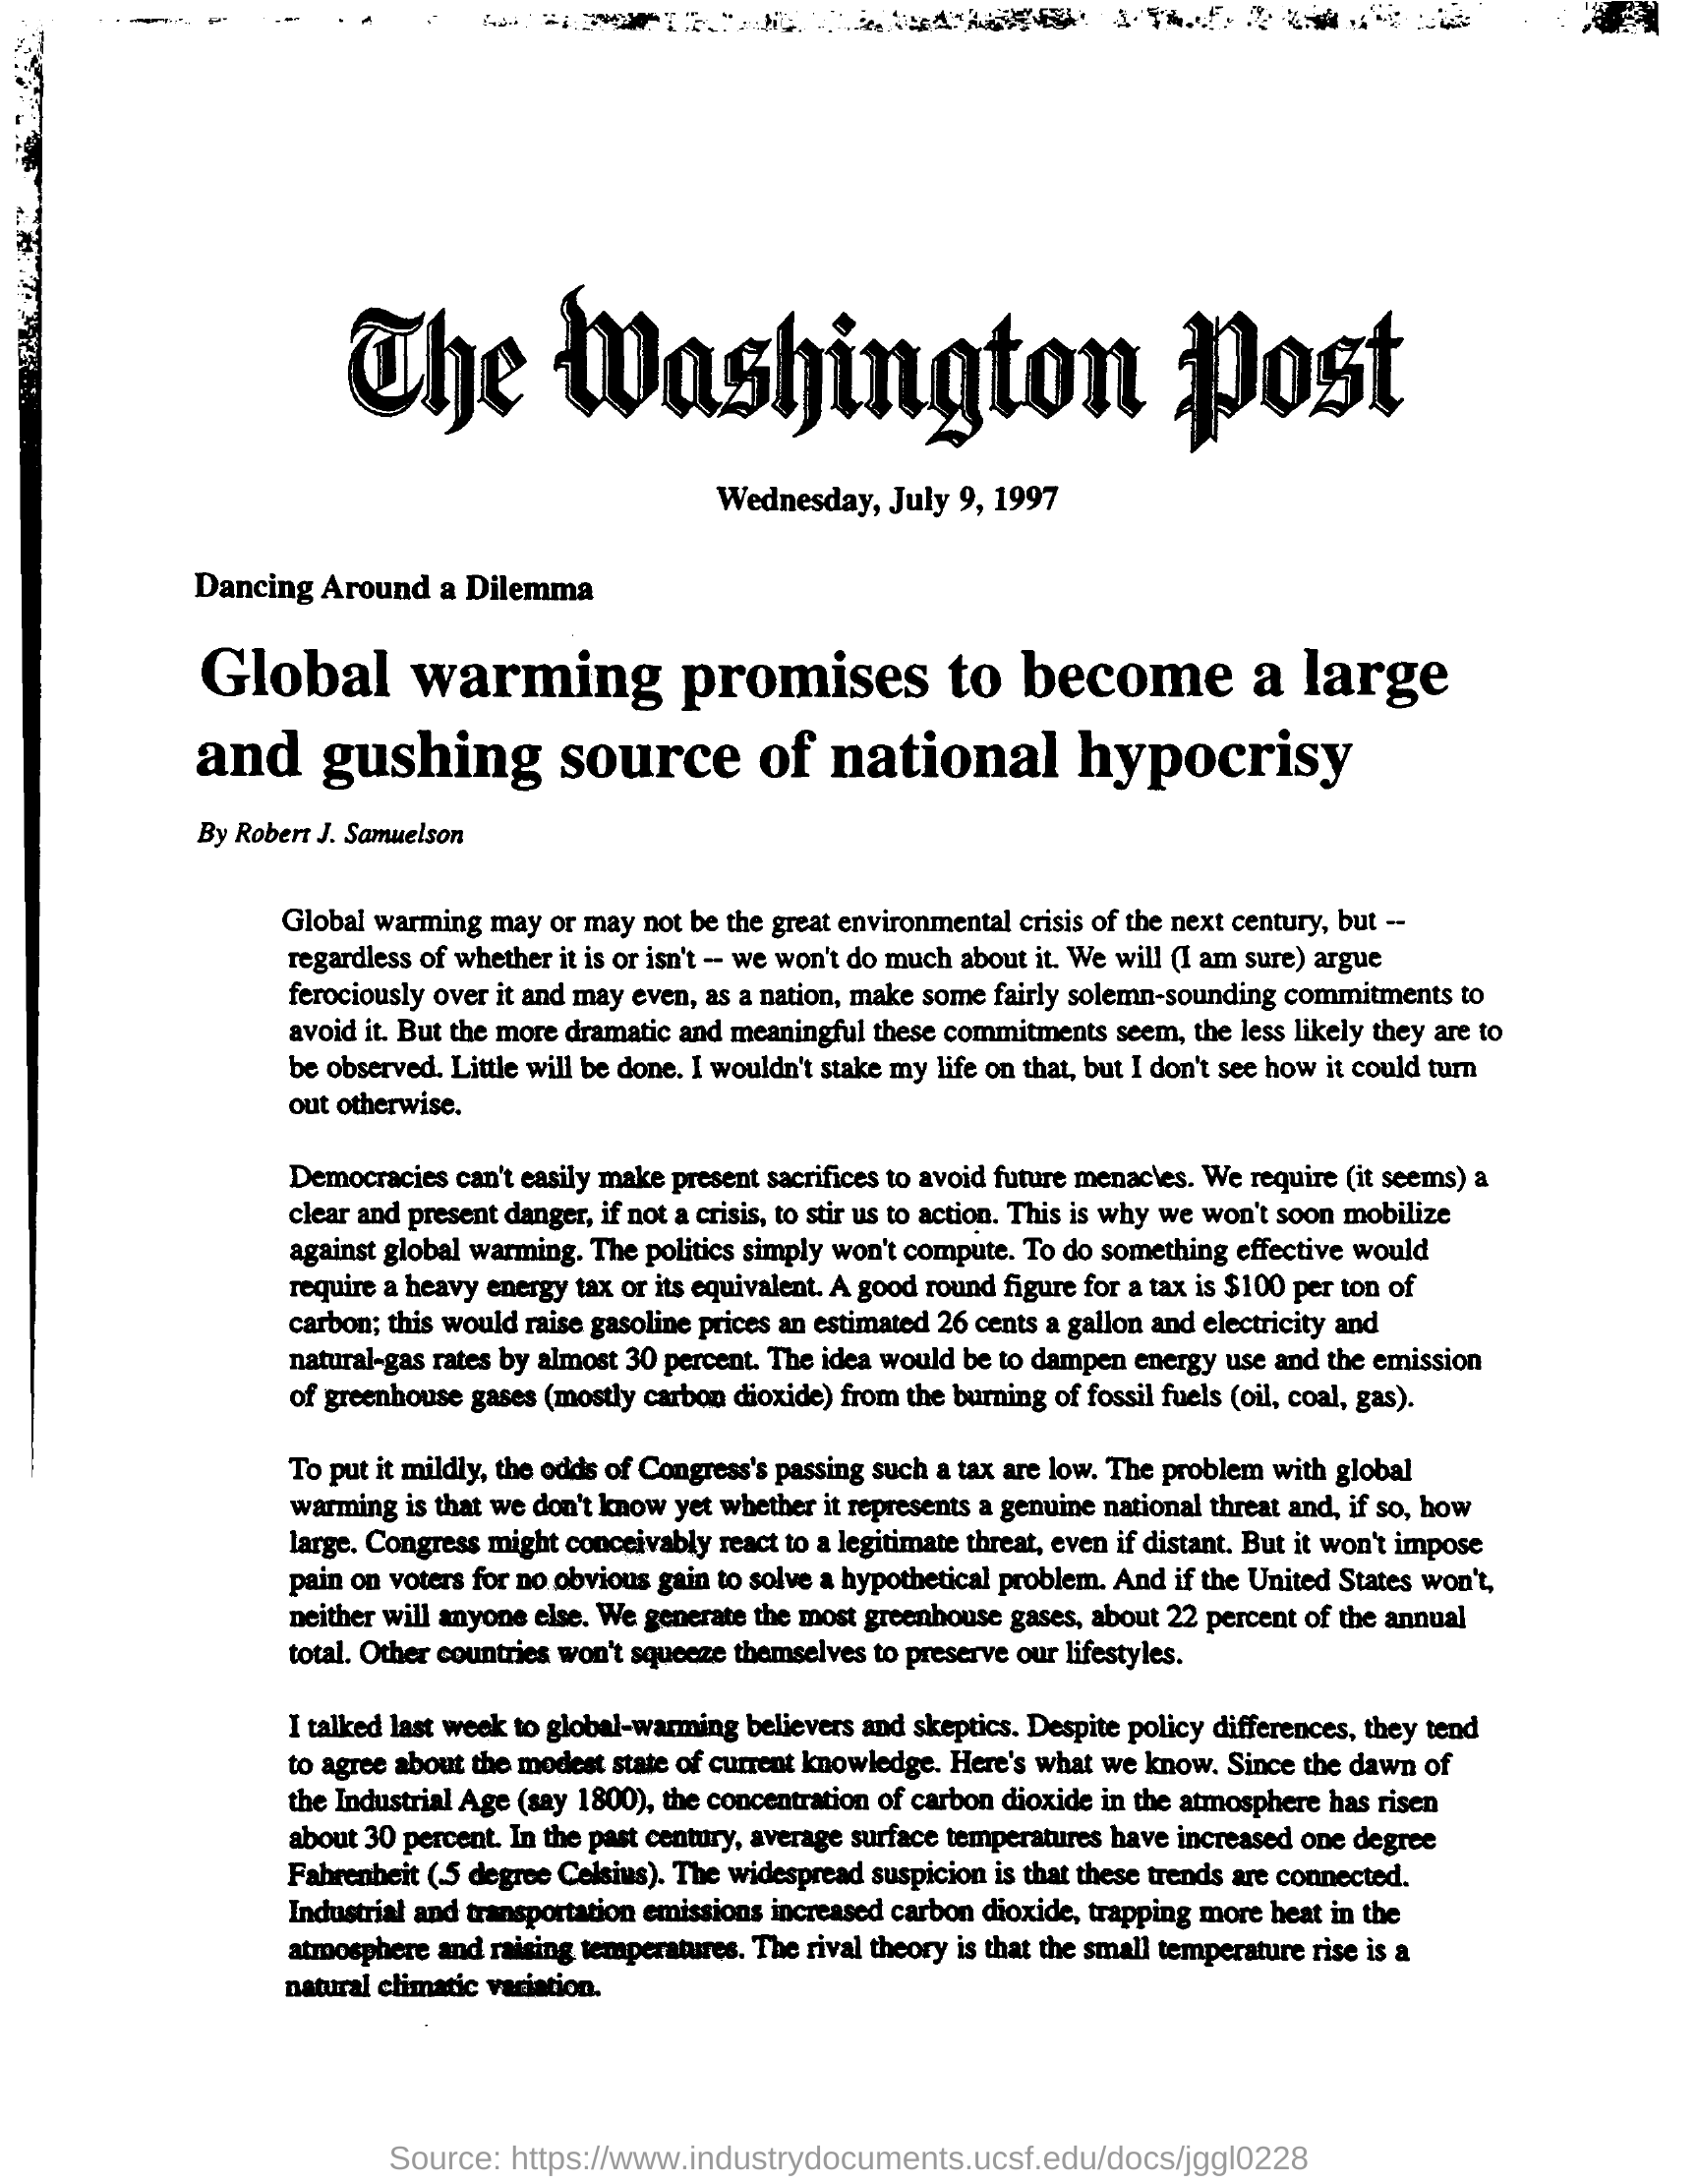 The Washington Post
Wednesday, July 9, 1997
Dancing Around a Dilemma
Global warming promises to become a large
and gushing source of national hypocrisy
By Robert J. Samuelson
Global warming may or may not be the great environmental crisis of the next century, but --
regardless of whether it is or isn't -- we won't do much about it. We will (I am sure) argue
ferociously over it and may even, as a nation, make some fairly solemn-sounding commitments to
avoid it. But the more dramatic and meaningful these commitments seem, the less likely they are to
be observed. Little will be done. I wouldn't stake my life on that, but I don't see how it could turn
out otherwise.
Democracies can't easily make present sacrifices to avoid future menac\es. We require (it seems) a
clear and present danger, if not a crisis, to stir us to action. This is why we won't soon mobilize
against global warming. The politics simply won't compute. To do something effective would
require a heavy energy tax or its equivalent. A good round figure for a tax is $100 per ton of
carbon; this would raise gasoline prices an estimated 26 cents a gallon and electricity and
natural-gas rates by almost 30 percent. The idea would be to dampen energy use and the emission
of greenhouse gases (mostly carbon dioxide) from the burning of fossil fuels (oil, coal, gas).
To put it mildly, the odds of Congress's passing such a tax are low. The problem with global
warming is that we don't know yet whether it represents a genuine national threat and, if so, how
large. Congress might conceivably react to a legitimate threat, even if distant. But it won't impose
pain on voters for no obvious gain to solve a hypothetical problem. And if the United States won't,
neither will anyone else. We generate the most greenhouse gases, about 22 percent of the annual
total. Other countries won't squeeze themselves to preserve our lifestyles.
I talked last week to global-warming believers and skeptics. Despite policy differences, they tend
to agree about the modest state of current knowledge. Here's what we know. Since the dawn of
the Industrial Age (say 1800), the concentration of carbon dioxide in the atmosphere has risen
about 30 percent. In the past century, average surface temperatures have increased one degree
Fahrenheit (.5 degree Celsius). The widespread suspicion is that these trends are connected.
Industrial and transportation emissions increased carbon dioxide, trapping more heat in the
atmosphere and raising temperatures. The rival theory is that the small temperature rise is a
natural climatic variation.
Source: https://www.industrydocuments.ucsf.edu/docs/jggl0228